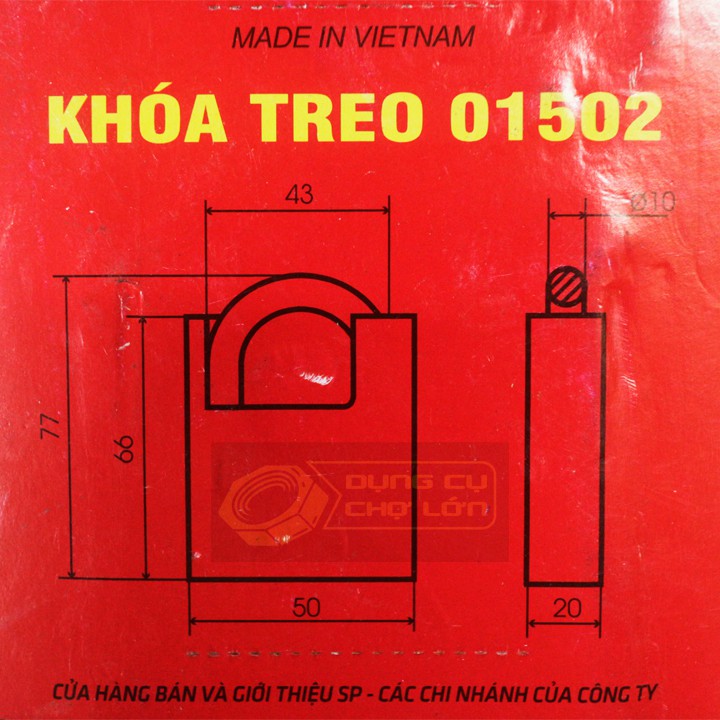 MADE IN VIETNAM
KHÓA TREO 01502
43
Ø10
77
66
DỤNG CỤ
CHỢ LỚN
50
20
CỬA HÀNG BÁN VÀ GIỚI THIỆU SP - CÁC CHI NHÁNH CỦA CÔNG TY